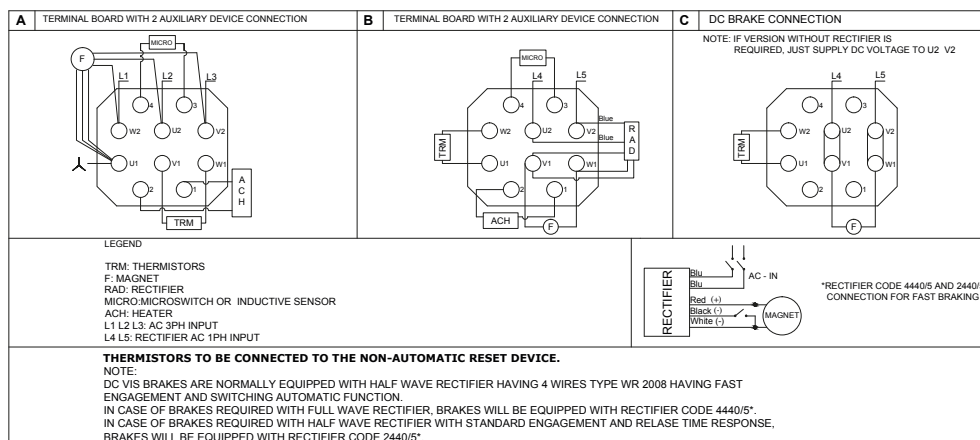 A TERMINAL BOARD WITH 2 AUXILIARY DEVICE CONNECTION
MICRO
F
L1 L2 L3
4 3
W2 U2 V2
U1 V1 W1
2 1
A
C
H
TRM
B TERMINAL BOARD WITH 2 AUXILIARY DEVICE CONNECTION
MICRO
L4 L5
4 3
Blue
W2 U2 V2
Blue
TRM
R
A
D
U1 V1 W1
2 1
ACH
F
C DC BRAKE CONNECTION
NOTE: IF VERSION WITHOUT RECTIFIER IS
REQUIRED, JUST SUPPLY DC VOLTAGE TO U2 V2
L4 L5
4 3
W2 U2 V2
TRM
U1 V1 W1
2 1
F
LEGEND
TRM: THERMISTORS
F: MAGNET
RAD: RECTIFIER
MICRO:MICROSWITCH OR INDUCTIVE SENSOR
ACH: HEATER
L1 L2 L3: AC 3PH INPUT
L4 L5: RECTIFIER AC 1PH INPUT
RECTIFIER
Blu
Blu
AC - IN
Red (+)
Black (-)
White (-)
MAGNET
*RECTIFIER CODE 4440/5 AND 2440/5
CONNECTION FOR FAST BRAKING
THERMISTORS TO BE CONNECTED TO THE NON-AUTOMATIC RESET DEVICE.
NOTE:
DC VIS BRAKES ARE NORMALLY EQUIPPED WITH HALF WAVE RECTIFIER HAVING 4 WIRES TYPE WR 2008 HAVING FAST
ENGAGEMENT AND SWITCHING AUTOMATIC FUNCTION.
IN CASE OF BRAKES REQUIRED WITH FULL WAVE RECTIFIER, BRAKES WILL BE EQUIPPED WITH RECTIFIER CODE 4440/5*.
IN CASE OF BRAKES REQUIRED WITH HALF WAVE RECTIFIER WITH STANDARD ENGAGEMENT AND RELASE TIME RESPONSE,
BRAKES WILL BE EQUIPPED WITH RECTIFIER CODE 2440/5*